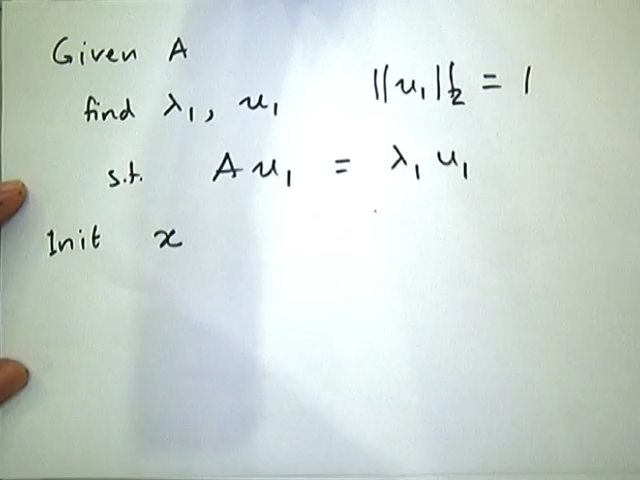 Given A
find λ₁, u₁ ||u₁||₂ = 1
s.t. A u₁ = λ₁ u₁
Init x